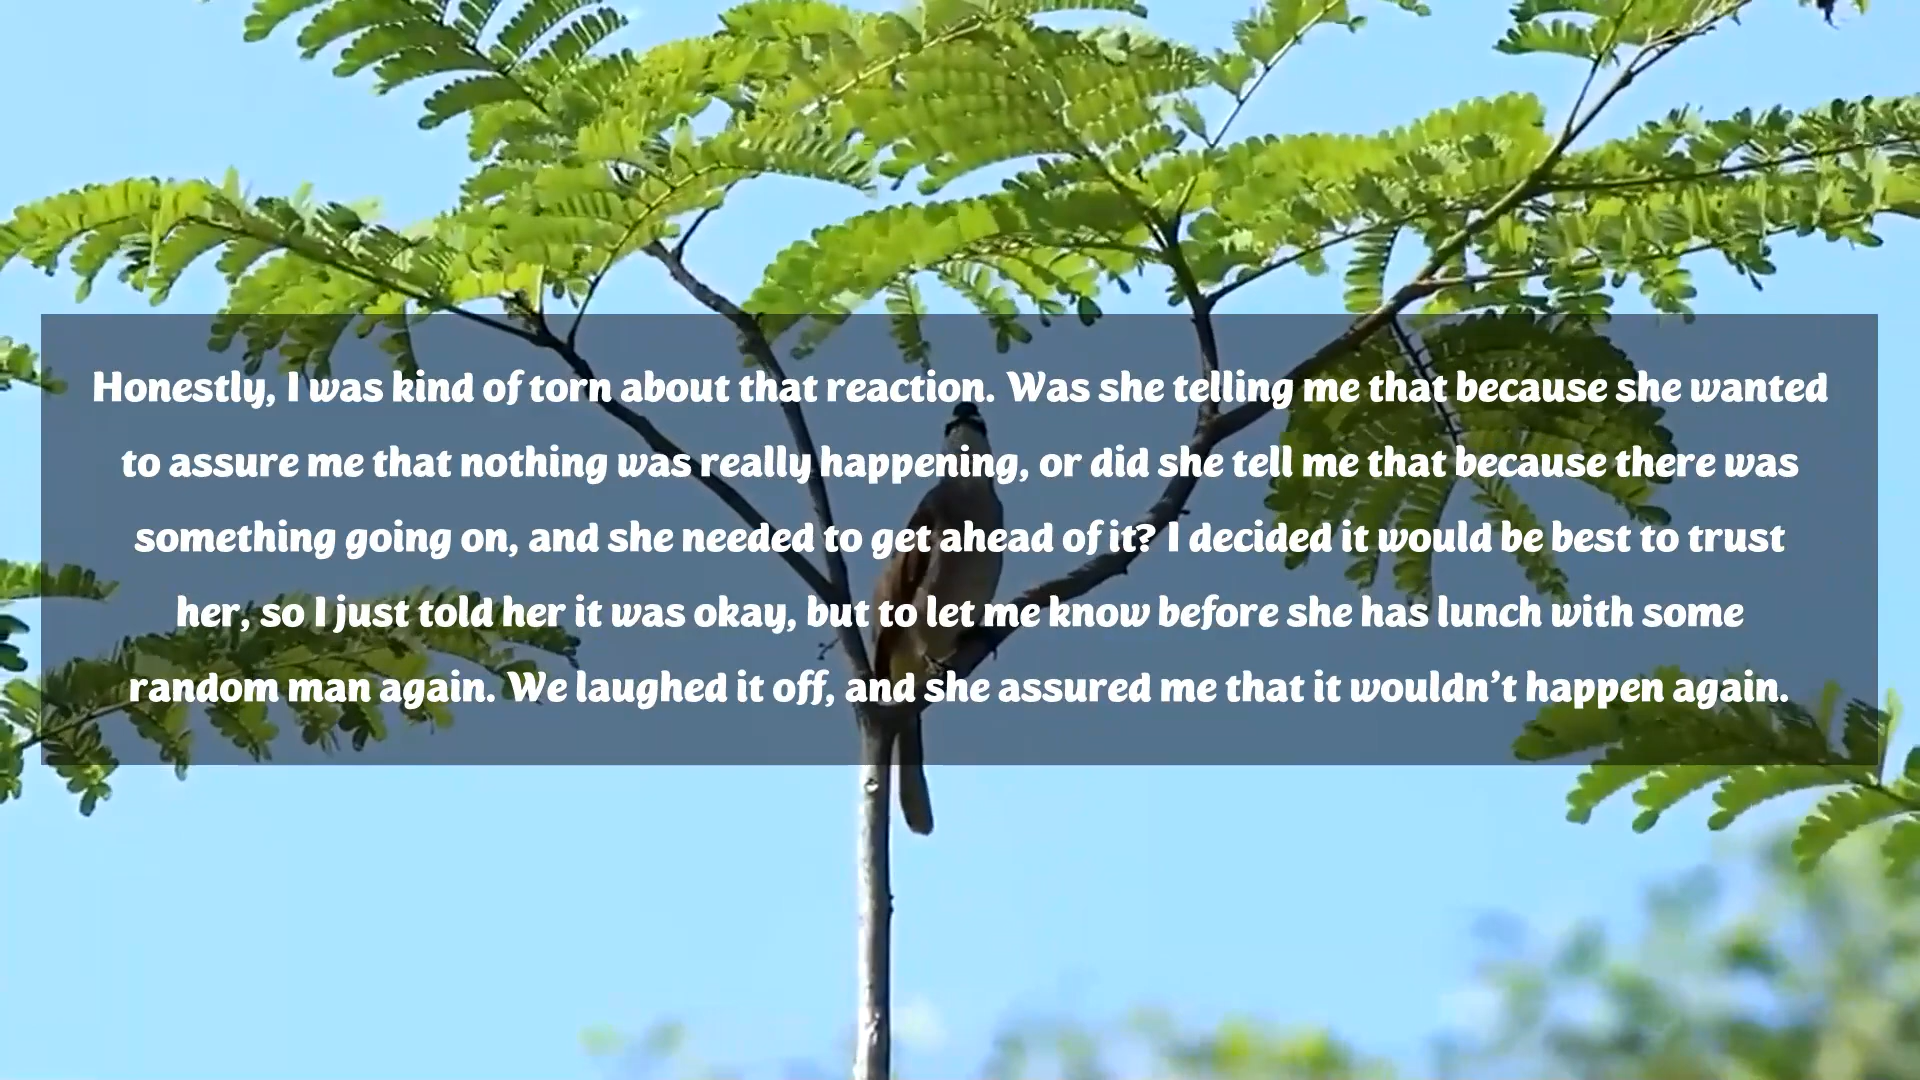 Honestly, I was kind of torn about that reaction. Was she telling me that because she wanted
to assure me that nothing was really happening, or did she tell me that because there was
something going on, and she needed to get ahead of it? I decided it would be best to trust
her, so I just told her it was okay, but to let me know before she has lunch with some
random man again. We laughed it off, and she assured me that it wouldn’t happen again.